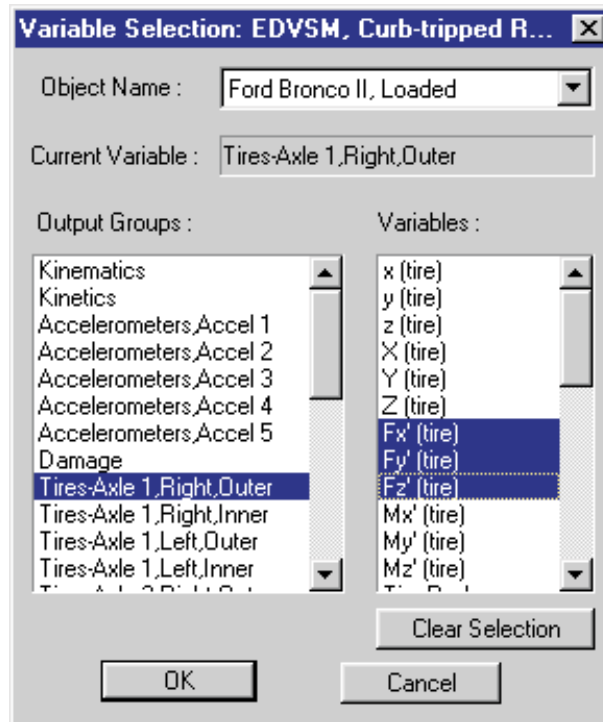 Variable Selection: EDVSM, Curb-tripped R...
Object Name :
Ford Bronco II, Loaded
Current Variable :
Tires-Axle 1,Right,Outer
Output Groups :
Kinematics
Kinetics
Accelerometers,Accel 1
Accelerometers,Accel 2
Accelerometers,Accel 3
Accelerometers,Accel 4
Accelerometers,Accel 5
Damage
Tires-Axle 1,Right,Outer
Tires-Axle 1,Right,Inner
Tires-Axle 1,Left,Outer
Tires-Axle 1,Left,Inner
Variables :
x (tire)
y (tire)
z (tire)
X (tire)
Y (tire)
Z (tire)
Fx' (tire)
Fy' (tire)
Fz' (tire)
Mx' (tire)
My' (tire)
Mz' (tire)
Clear Selection
OK
Cancel